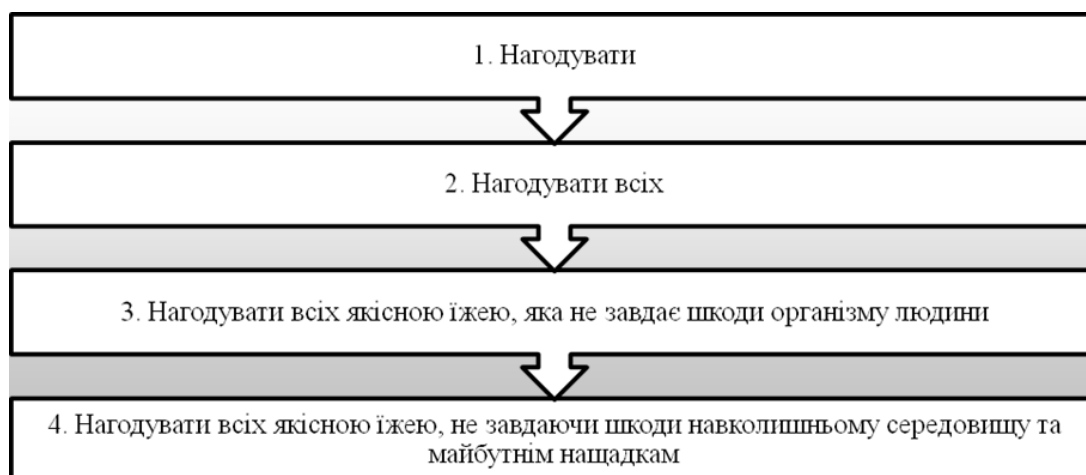 1. Нагодувати
2. Нагодувати всіх
3. Нагодувати всіх якісною їжею, яка не завдає шкоди організму людини
4. Нагодувати всіх якісною їжею, не завдаючи шкоди навколишньому середовищу та
майбутнім нащадкам